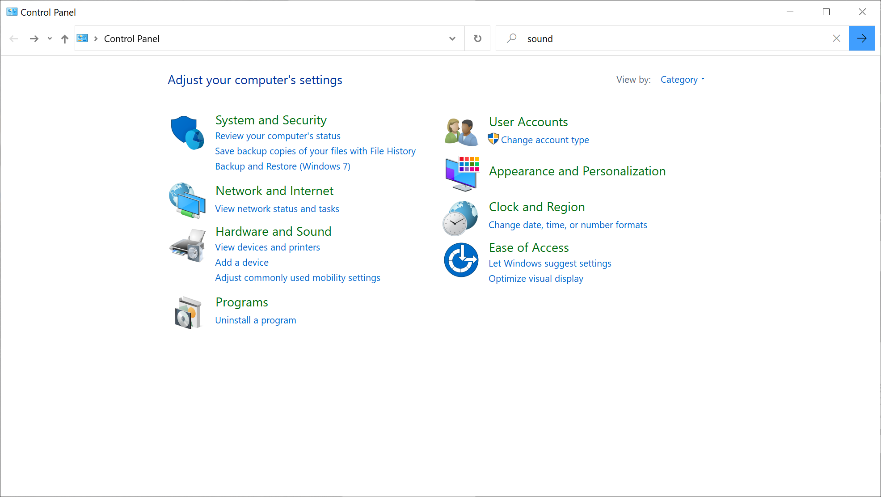 Control Panel
Control Panel
sound
Adjust your computer's settings
View by: Category
System and Security
Review your computer's status
Save backup copies of your files with File History
Backup and Restore (Windows 7)
Network and Internet
View network status and tasks
Hardware and Sound
View devices and printers
Add a device
Adjust commonly used mobility settings
Programs
Uninstall a program
User Accounts
Change account type
Appearance and Personalization
Clock and Region
Change date, time, or number formats
Ease of Access
Let Windows suggest settings
Optimize visual display